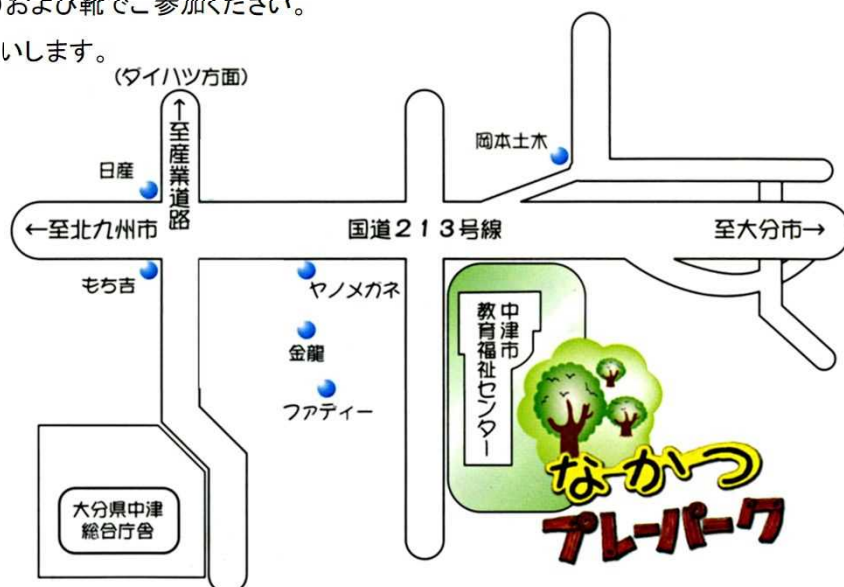 および靴でご参加ください。
いします。
(ダイハツ方面)
↑至産業道路
岡本土木
日産
←至北九州市
国道213号線
至大分市→
もち吉
ヤノメガネ
金龍
ファディー
中津市
教育福祉センター
大分県中津
総合庁舎
なかつ
プレーパーク